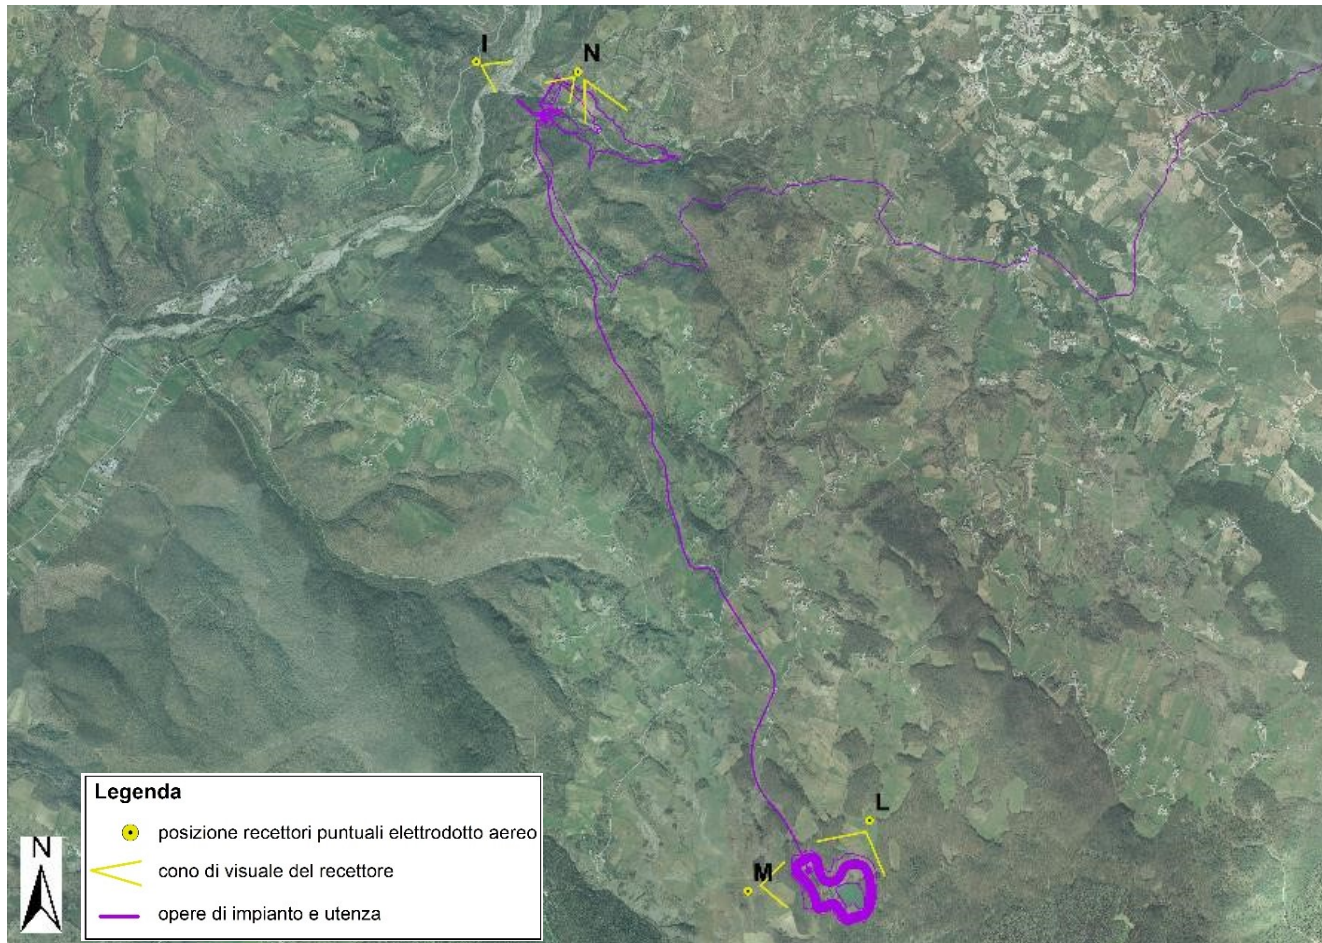 I
N
L
M
Legenda
posizione recettori puntuali elettrodotto aereo
cono di visuale del recettore
opere di impianto e utenza
N